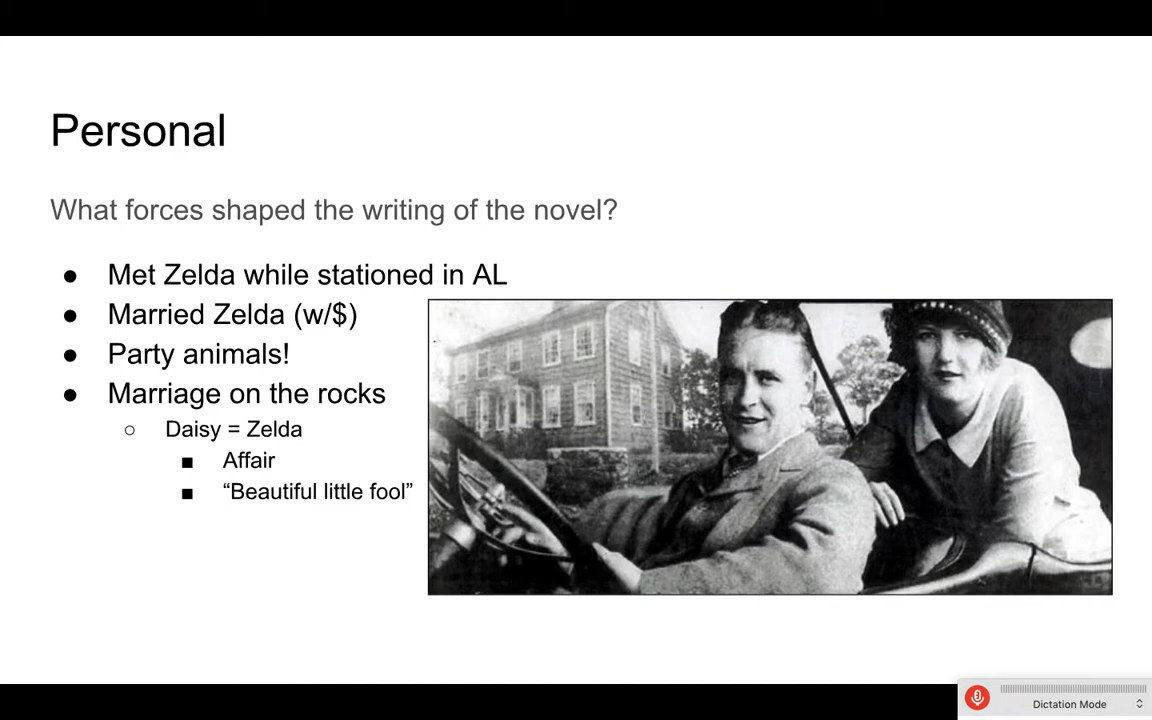 Personal
What forces shaped the writing of the novel?
● Met Zelda while stationed in AL
● Married Zelda (w/$)
● Party animals!
● Marriage on the rocks
○ Daisy = Zelda
■ Affair
■ “Beautiful little fool”
Dictation Mode